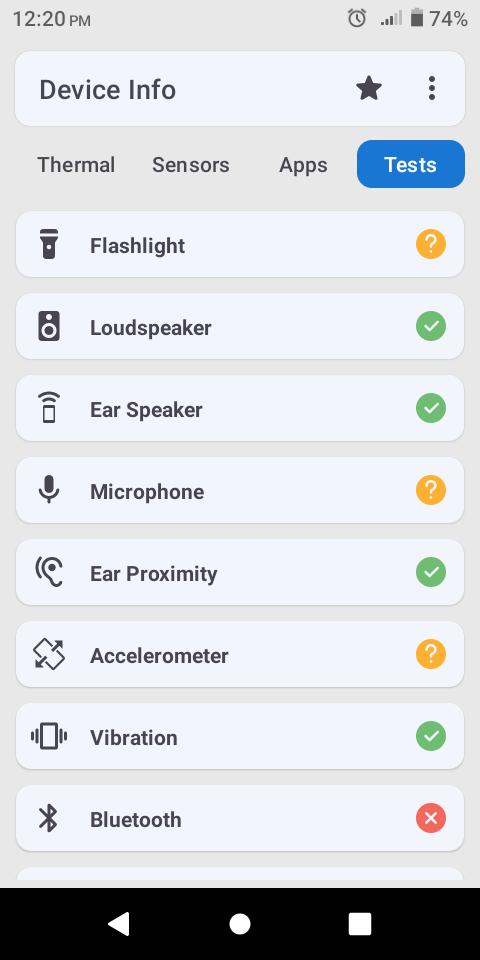 12:20 PM 74%
Device Info
Thermal Sensors Apps Tests
Flashlight
Loudspeaker
Ear Speaker
Microphone
Ear Proximity
Accelerometer
Vibration
Bluetooth